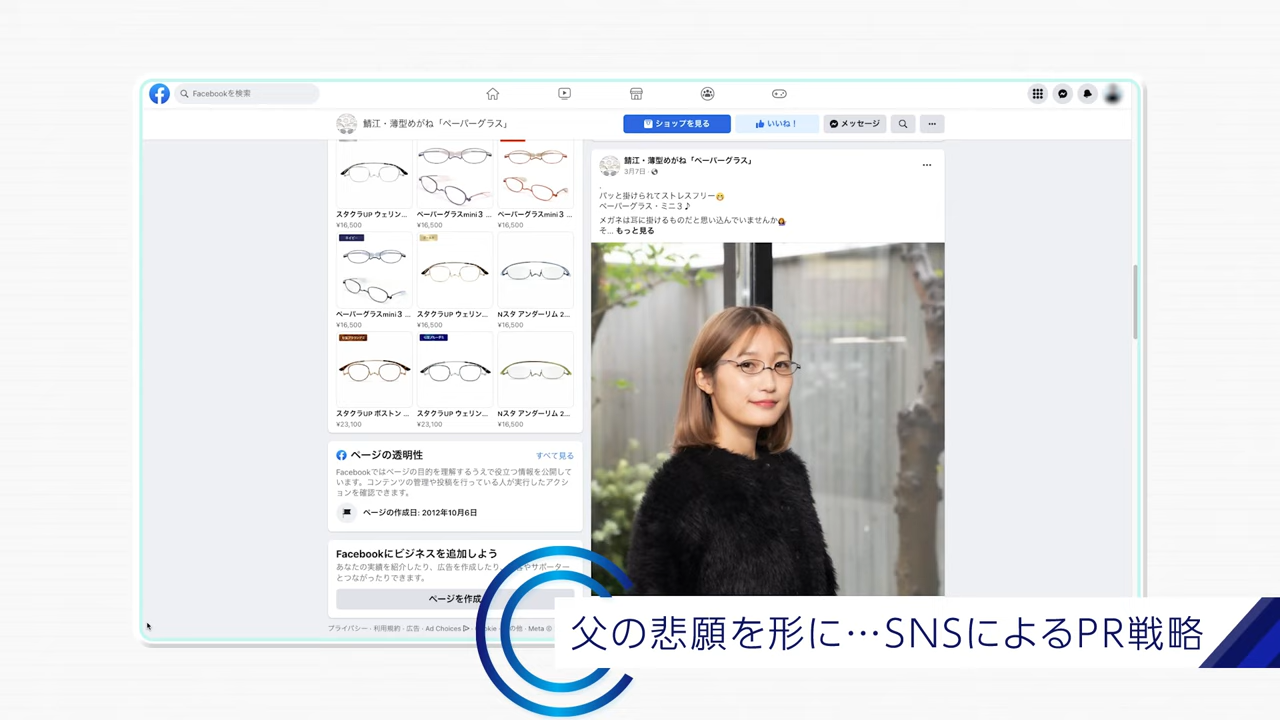 Facebookを検索
鯖江・薄型めがね「ペーパーグラス」
ショップを見る
いいね！
メッセージ
スタクラUP ウェリン...
¥16,500
ペーパーグラスmini３ ...
¥16,500
ペーパーグラスmini３ ...
¥16,500
ペーパーグラスmini３ ...
¥16,500
スタクラUP ウェリン...
¥16,500
Nスタ アンダーリム 2...
¥16,500
スタクラUP ボストン ...
¥23,100
スタクラUP ウェリン...
¥23,100
Nスタ アンダーリム 2...
¥16,500
ページの透明性
すべて見る
Facebookではページの目的を理解するうえで役立つ情報を公開して
います。コンテンツの管理や投稿を行っている人が実行したアクシ
ョンを確認できます。
ページの作成日: 2012年10月6日
Facebookにビジネスを追加しよう
あなたの実績を紹介したり、広告を作成したり、
やサポーター
とつながったりできます。
ページを作成
プライバシー · 利用規約 · 広告 · Ad Choices
の他 · Meta ©
鯖江・薄型めがね「ペーパーグラス」
3月7日 ·
.
パッと掛けられてストレスフリー
ペーパーグラス・ミニ３♪
メガネは耳に掛けるものだと思い込んでいませんか
そ... もっと見る
父の悲願を形に…SNSによるPR戦略